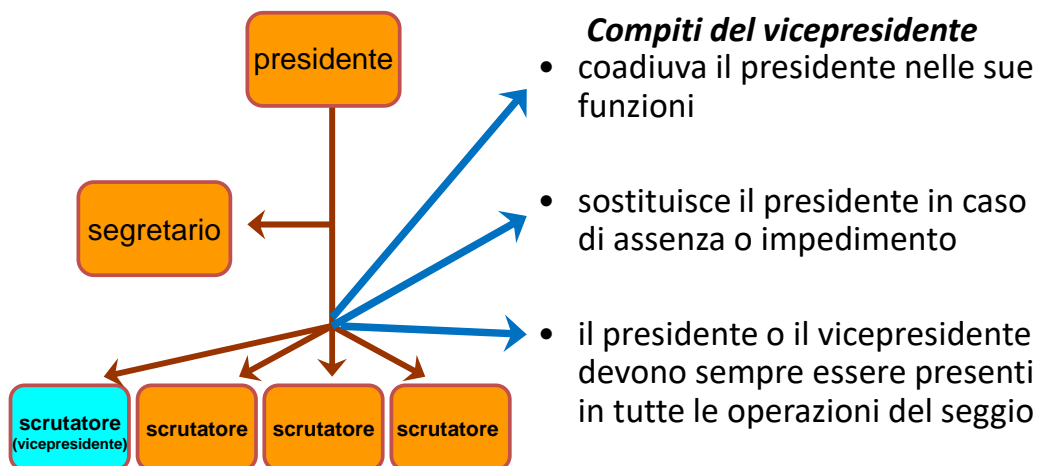 presidente
segretario
scrutatore
(vicepresidente)
scrutatore
scrutatore
scrutatore
Compiti del vicepresidente
• coadiuva il presidente nelle sue
funzioni
• sostituisce il presidente in caso
di assenza o impedimento
• il presidente o il vicepresidente
devono sempre essere presenti
in tutte le operazioni del seggio